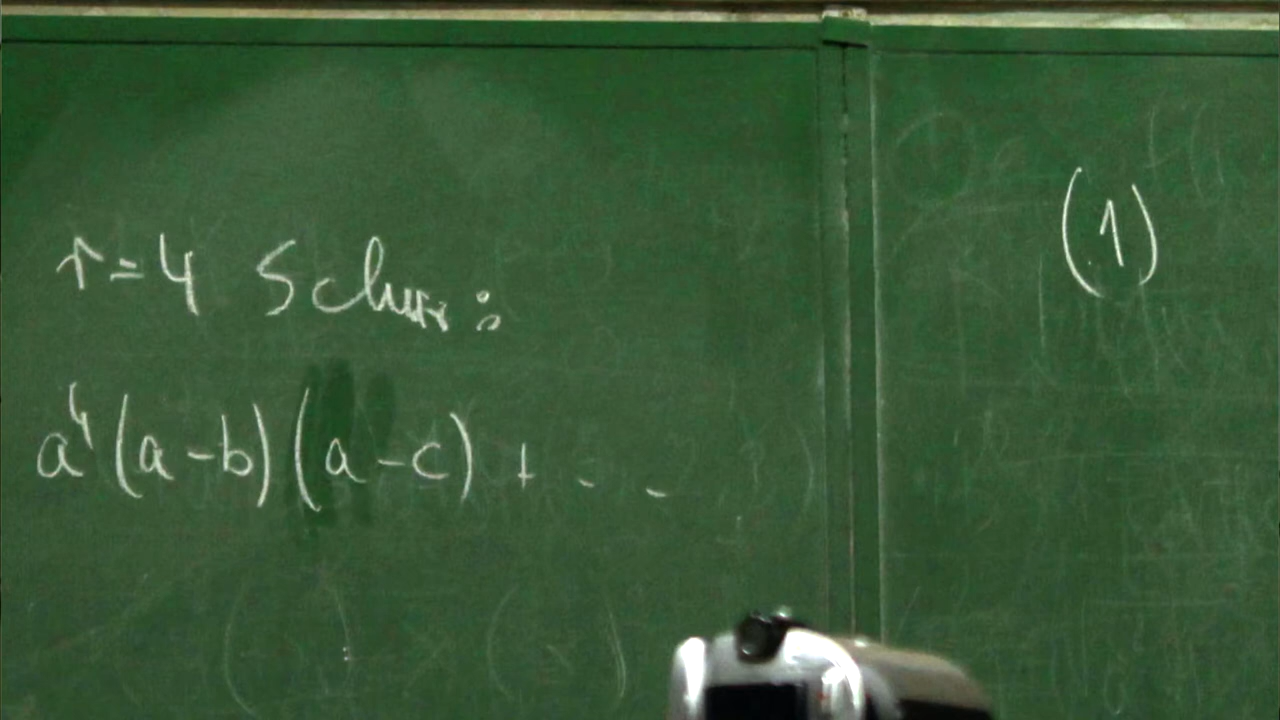 r=4 Schur:
a⁴(a-b)(a-c) + - -
(1)